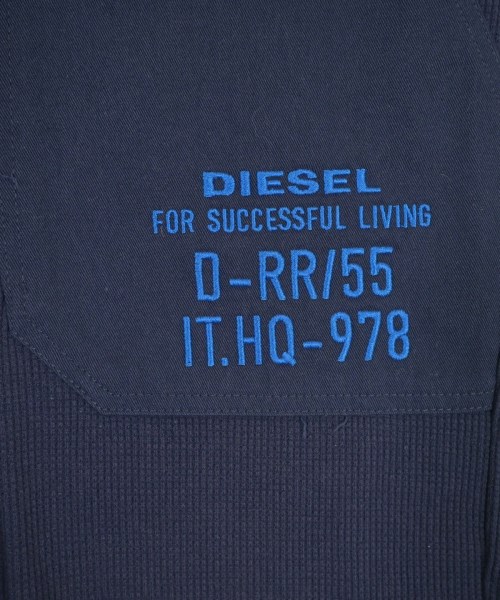 DIESEL
FOR SUCCESSFUL LIVING
D-RR/55
IT.HQ-978